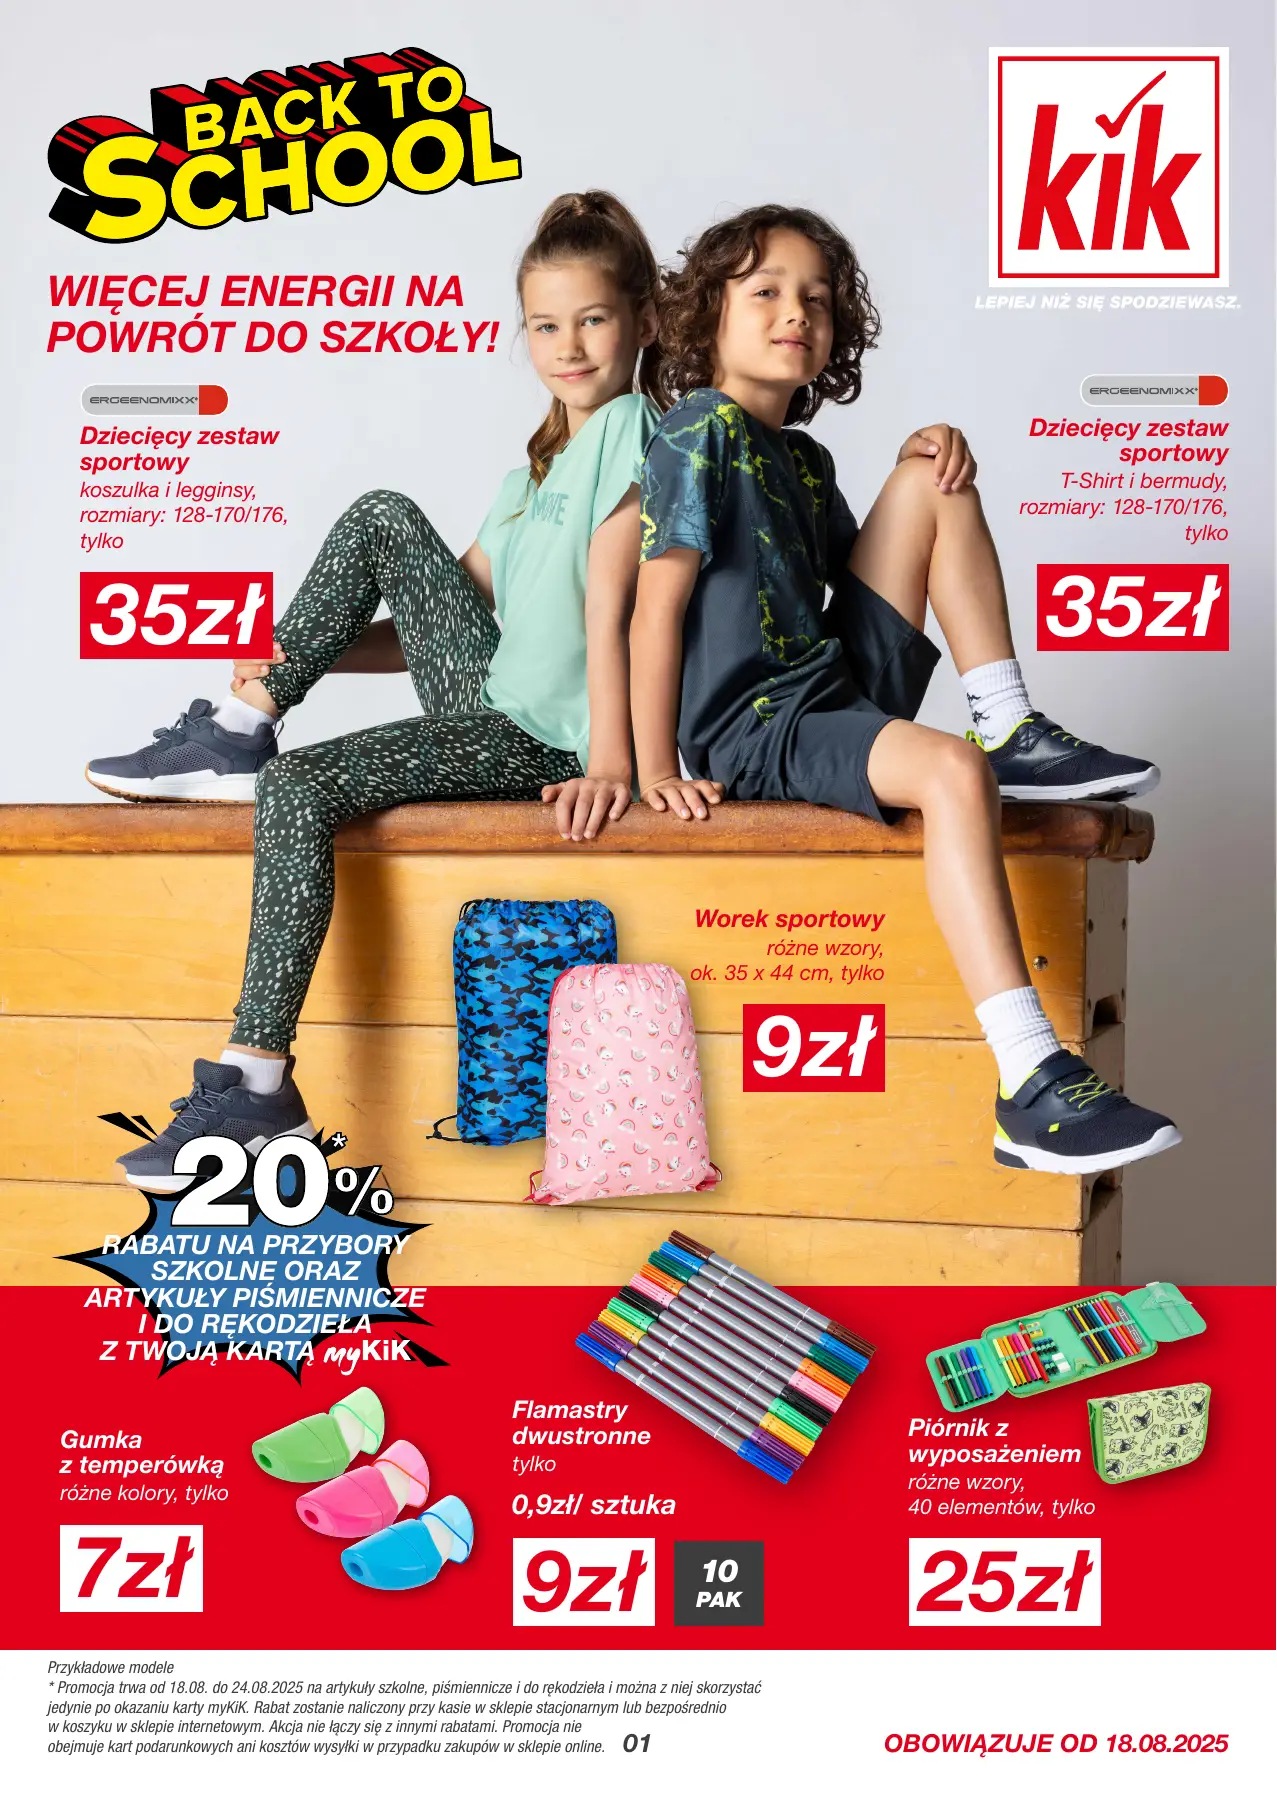 BACK TO
SCHOOL
kik
LEPIEJ NIŻ SIĘ SPODZIEWASZ.
WIĘCEJ ENERGII NA
POWRÓT DO SZKOŁY!
ERGEENOMIXX*
Dziecięcy zestaw
sportowy
koszulka i legginsy,
rozmiary: 128-170/176,
tylko
35zł
ERGEENOMIXX*
Dziecięcy zestaw
sportowy
T-Shirt i bermudy,
rozmiary: 128-170/176,
tylko
35zł
MOVE
Worek sportowy
różne wzory,
ok. 35 x 44 cm, tylko
9zł
20%*
RABATU NA PRZYBORY
SZKOLNE ORAZ
ARTYKUŁY PIŚMIENNICZE
I DO RĘKODZIEŁA
Z TWOJĄ KARTĄ myKiK
Gumka
z temperówką
różne kolory, tylko
7zł
Flamastry
dwustronne
tylko
0,9zł/ sztuka
9zł
10
PAK
Piórnik z
wyposażeniem
różne wzory,
40 elementów, tylko
25zł
Przykładowe modele
* Promocja trwa od 18.08. do 24.08.2025 na artykuły szkolne, piśmiennicze i do rękodzieła i można z niej skorzystać
jedynie po okazaniu karty myKiK. Rabat zostanie naliczony przy kasie w sklepie stacjonarnym lub bezpośrednio
w koszyku w sklepie internetowym. Akcja nie łączy się z innymi rabatami. Promocja nie
obejmuje kart podarunkowych ani kosztów wysyłki w przypadku zakupów w sklepie online.
01
OBOWIĄZUJE OD 18.08.2025